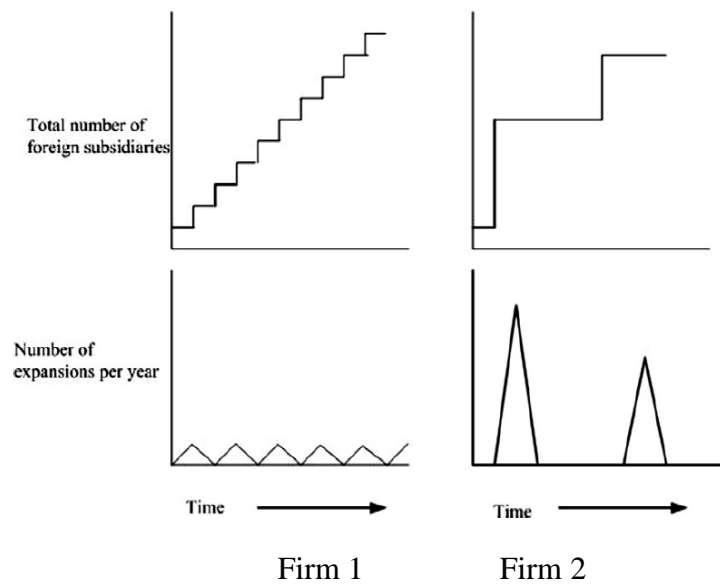 Total number of
foreign subsidiaries
Number of
expansions per year
Time
Time
Firm 1
Firm 2